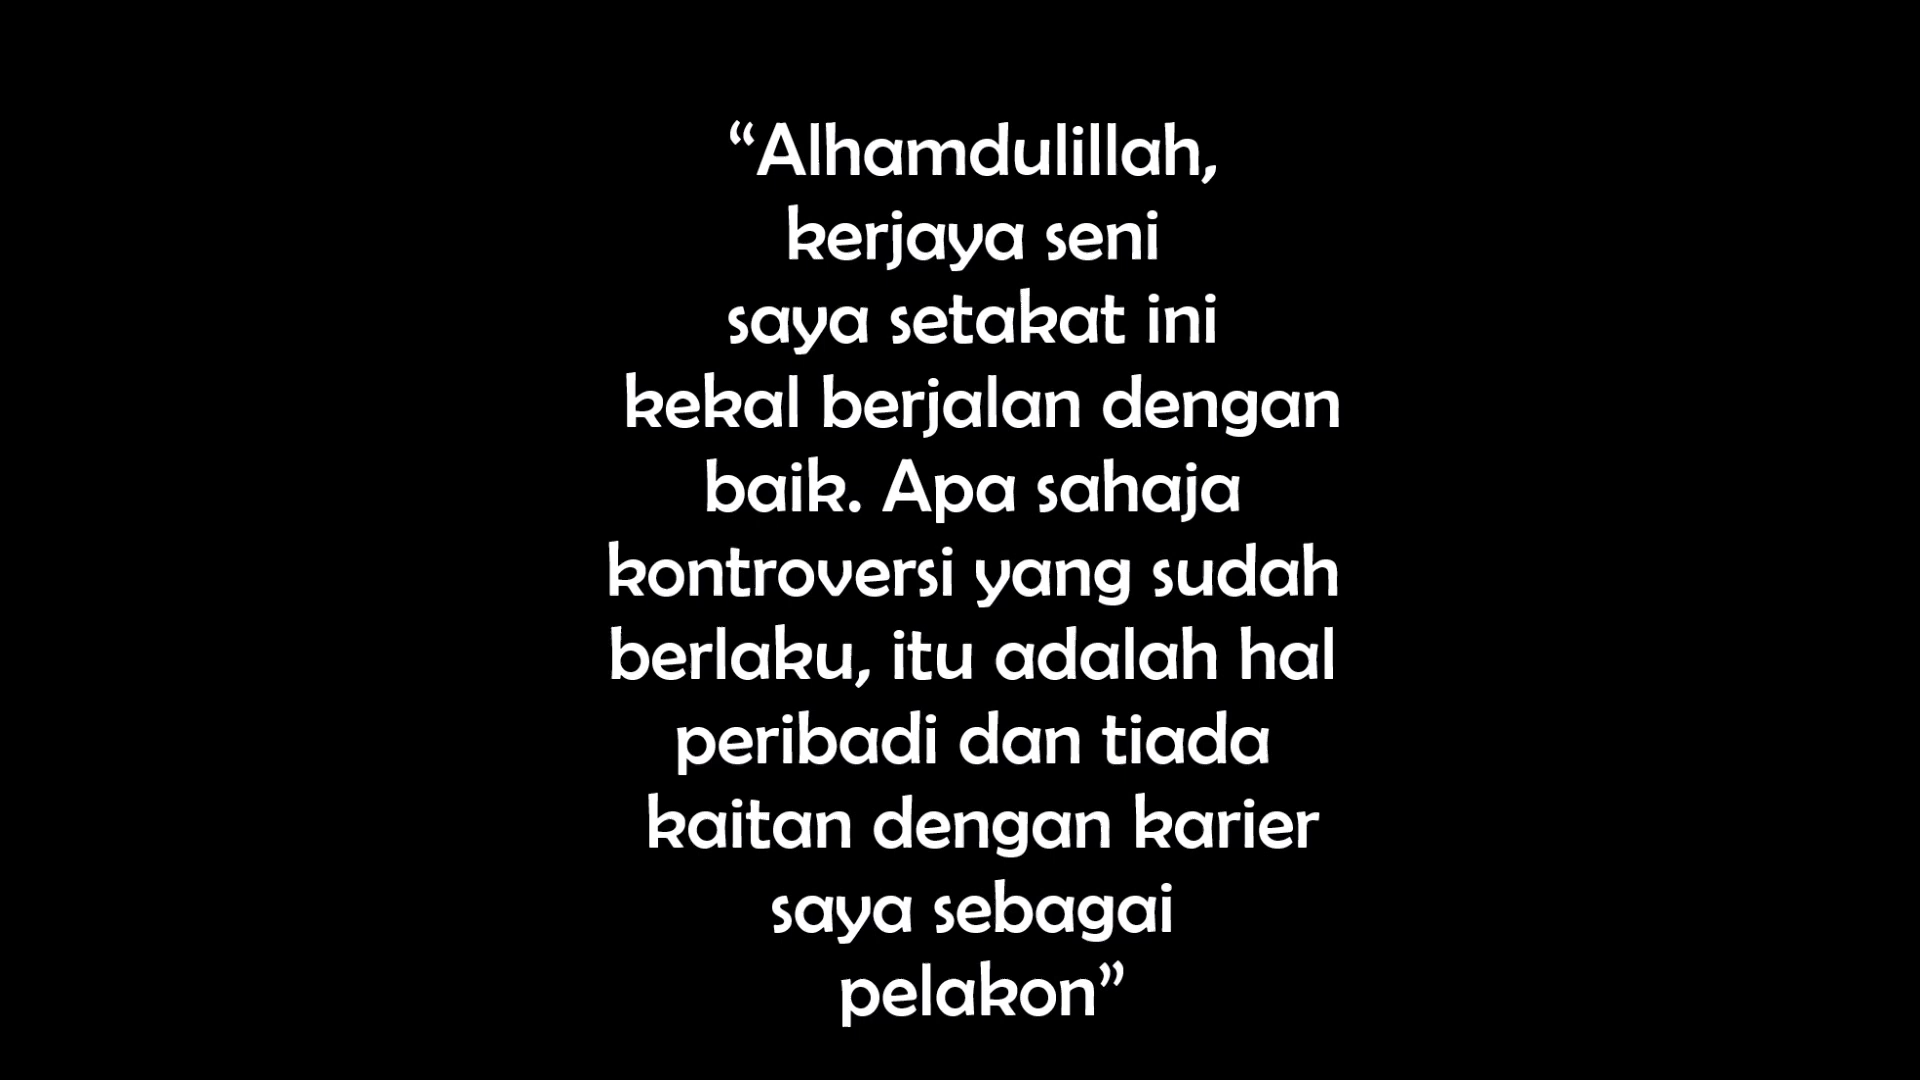 “Alhamdulillah,
kerjaya seni
saya setakat ini
kekal berjalan dengan
baik. Apa sahaja
kontroversi yang sudah
berlaku, itu adalah hal
peribadi dan tiada
kaitan dengan karier
saya sebagai
pelakon”